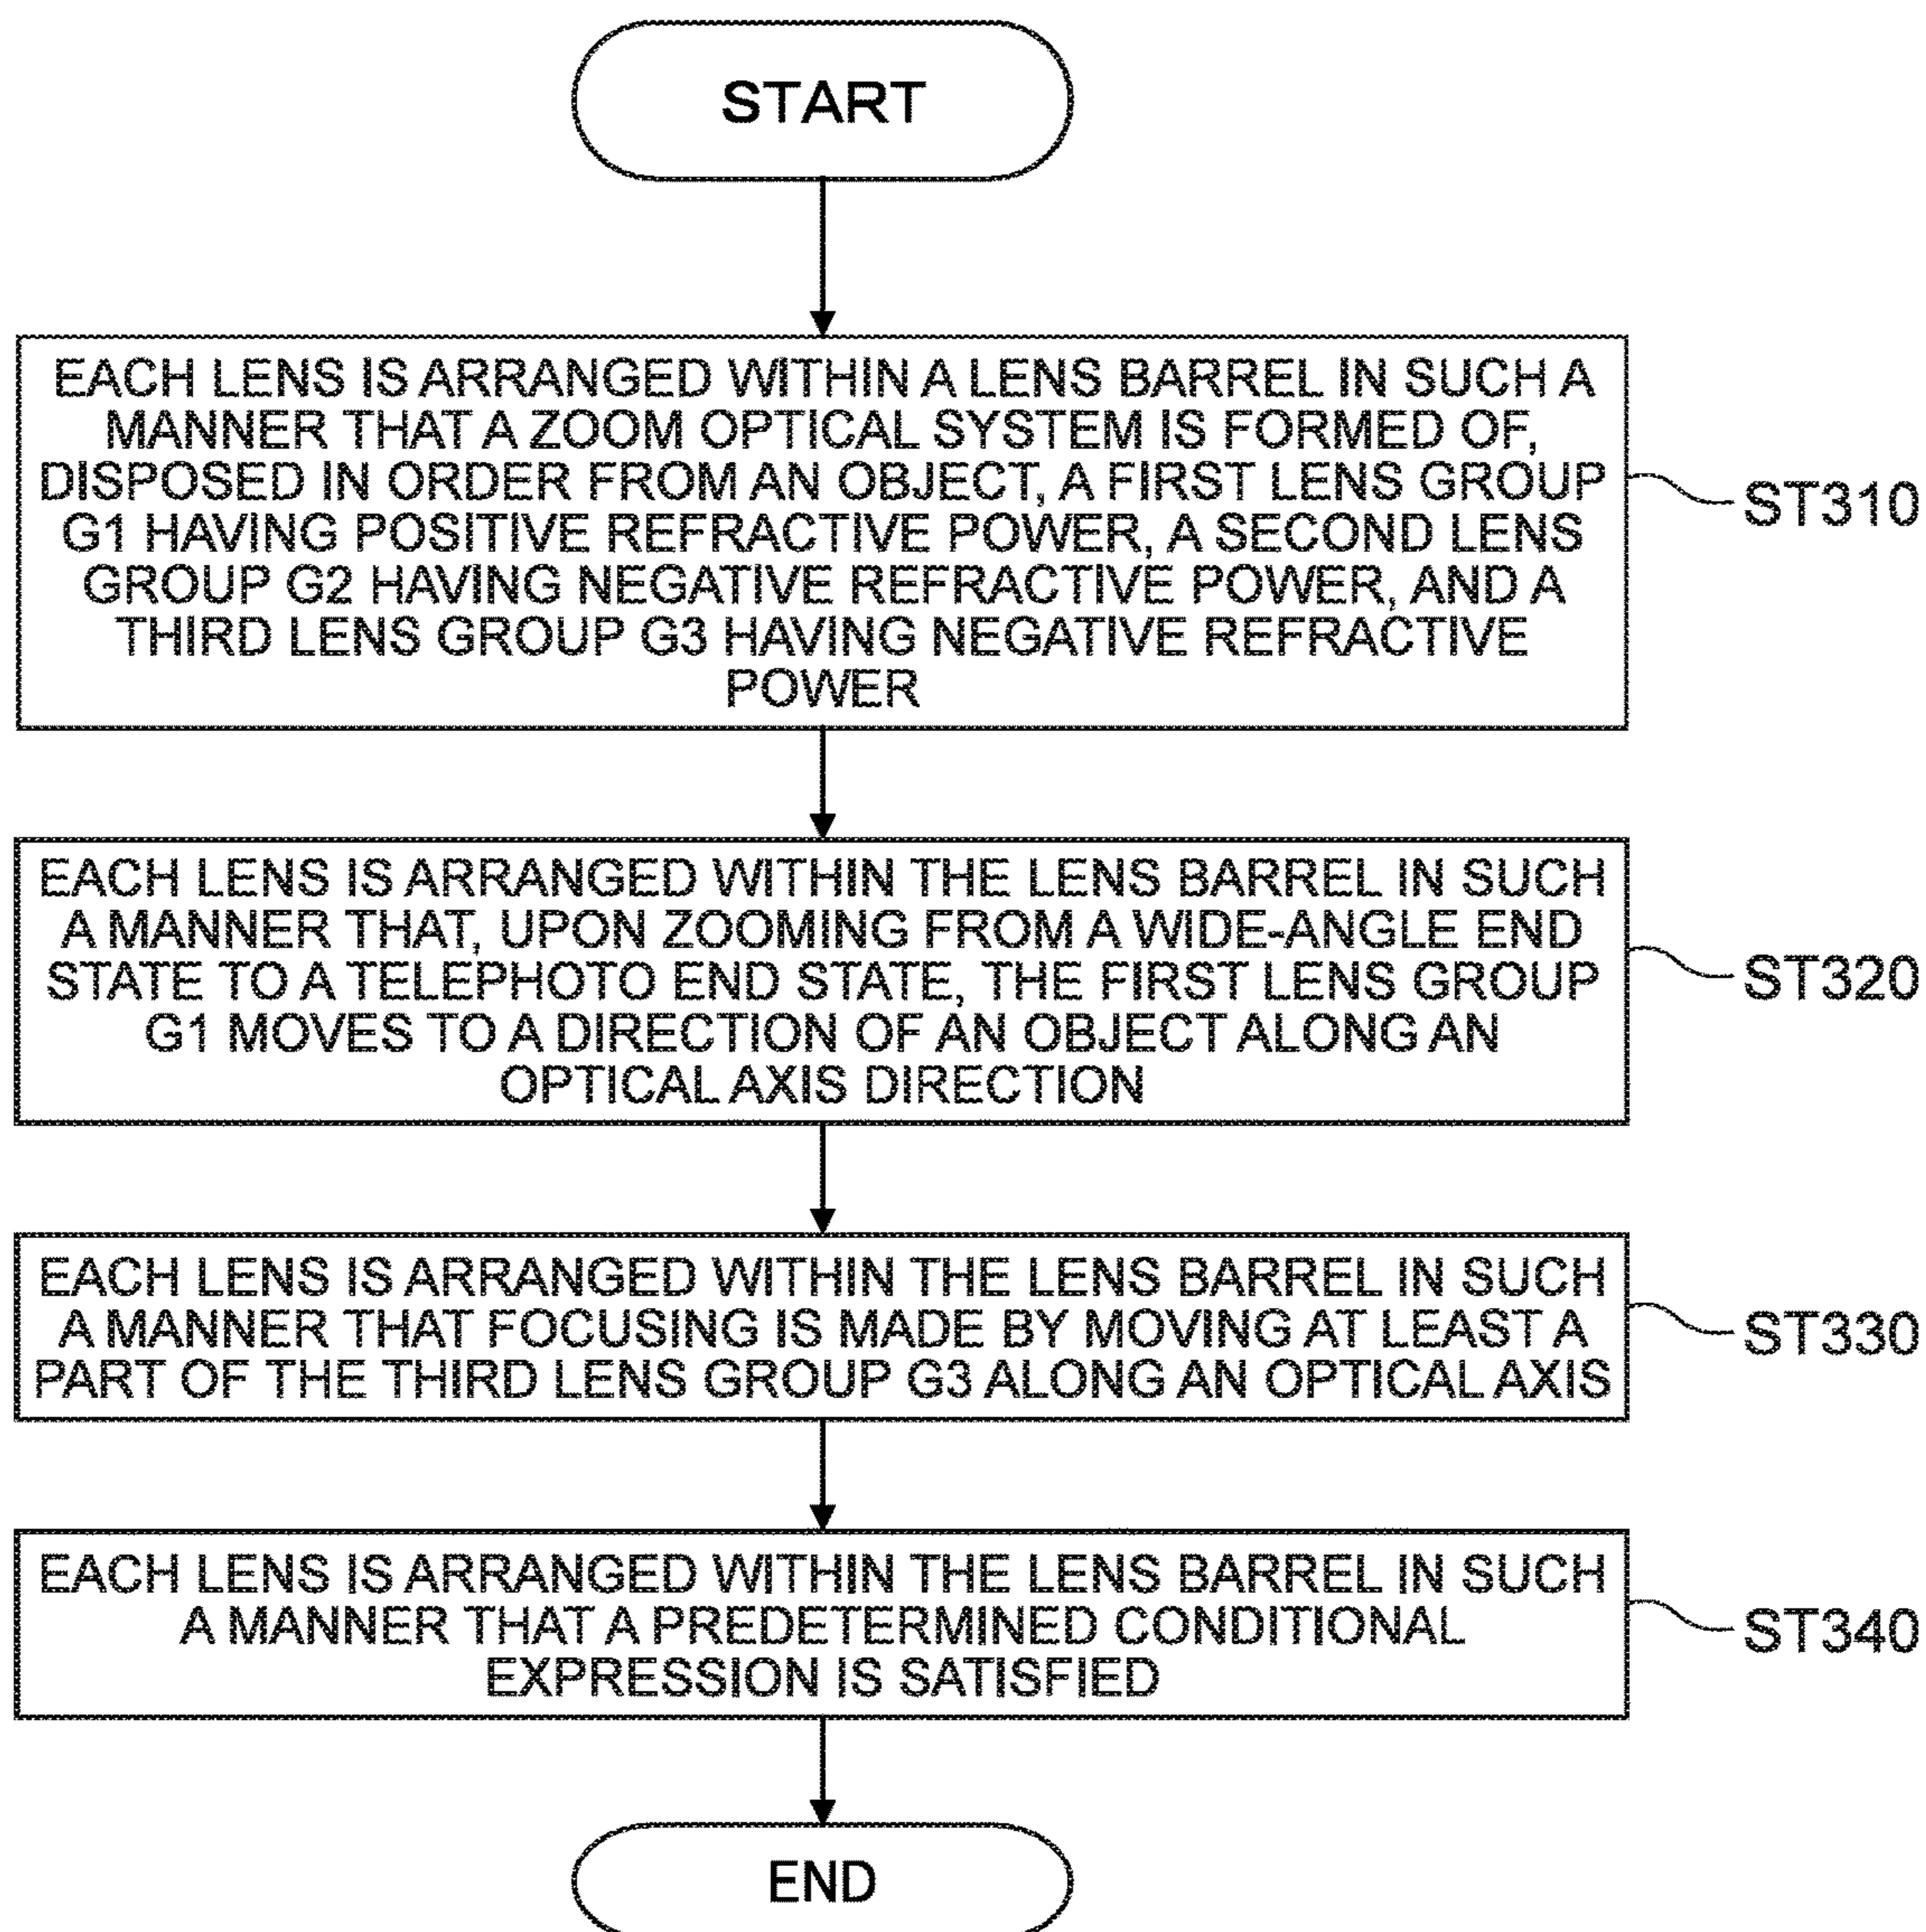 START
EACH LENS IS ARRANGED WITHIN A LENS BARREL IN SUCH A
MANNER THAT A ZOOM OPTICAL SYSTEM IS FORMED OF,
DISPOSED IN ORDER FROM AN OBJECT, A FIRST LENS GROUP
G1 HAVING POSITIVE REFRACTIVE POWER, A SECOND LENS
GROUP G2 HAVING NEGATIVE REFRACTIVE POWER, AND A
THIRD LENS GROUP G3 HAVING NEGATIVE REFRACTIVE
POWER
ST310
EACH LENS IS ARRANGED WITHIN THE LENS BARREL IN SUCH
A MANNER THAT, UPON ZOOMING FROM A WIDE-ANGLE END
STATE TO A TELEPHOTO END STATE, THE FIRST LENS GROUP
G1 MOVES TO A DIRECTION OF AN OBJECT ALONG AN
OPTICAL AXIS DIRECTION
ST320
EACH LENS IS ARRANGED WITHIN THE LENS BARREL IN SUCH
A MANNER THAT FOCUSING IS MADE BY MOVING AT LEAST A
PART OF THE THIRD LENS GROUP G3 ALONG AN OPTICAL AXIS
ST330
EACH LENS IS ARRANGED WITHIN THE LENS BARREL IN SUCH
A MANNER THAT A PREDETERMINED CONDITIONAL
EXPRESSION IS SATISFIED
ST340
END